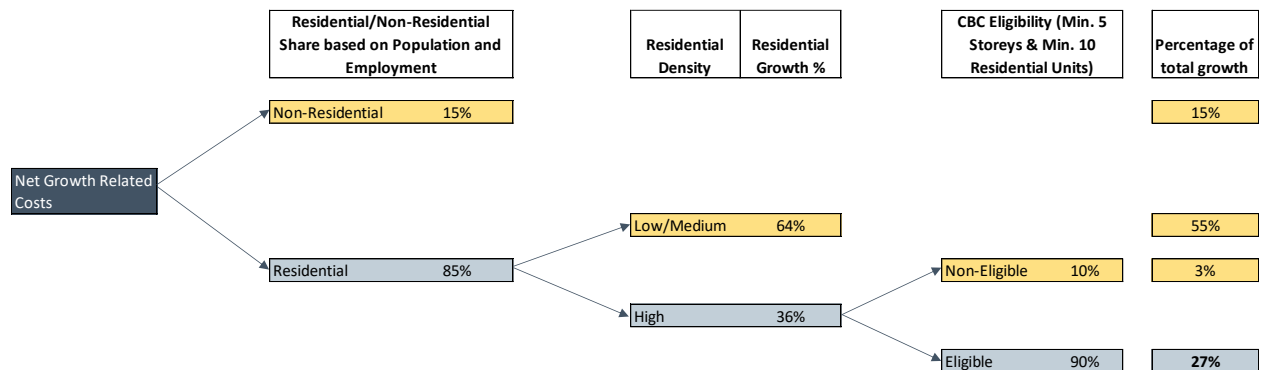 Residential/Non-Residential
Share based on Population and
Employment
Residential
Density
Residential
Growth %
CBC Eligibility (Min. 5
Storeys & Min. 10
Residential Units)
Percentage of
total growth
Non-Residential 15%
15%
Net Growth Related
Costs
Low/Medium 64%
55%
Residential 85%
Non-Eligible 10%
3%
High 36%
Eligible 90%
27%